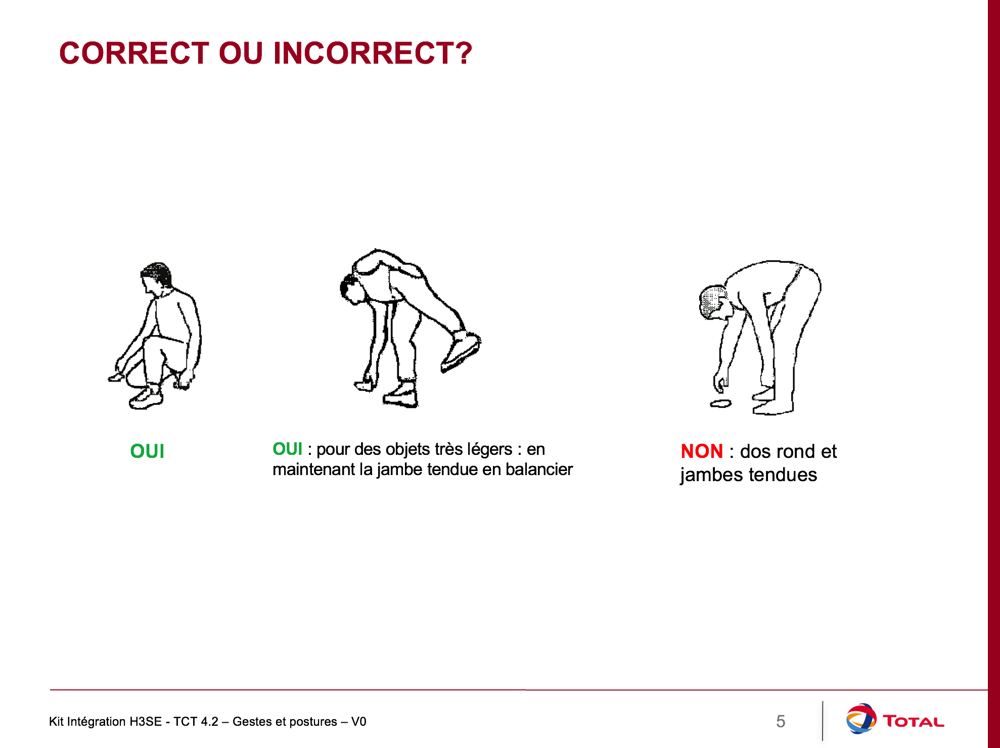 CORRECT OU INCORRECT?
OUI
OUI : pour des objets très légers : en
maintenant la jambe tendue en balancier
NON : dos rond et
jambes tendues
Kit Intégration H3SE - TCT 4.2 – Gestes et postures – V0
5
TOTAL